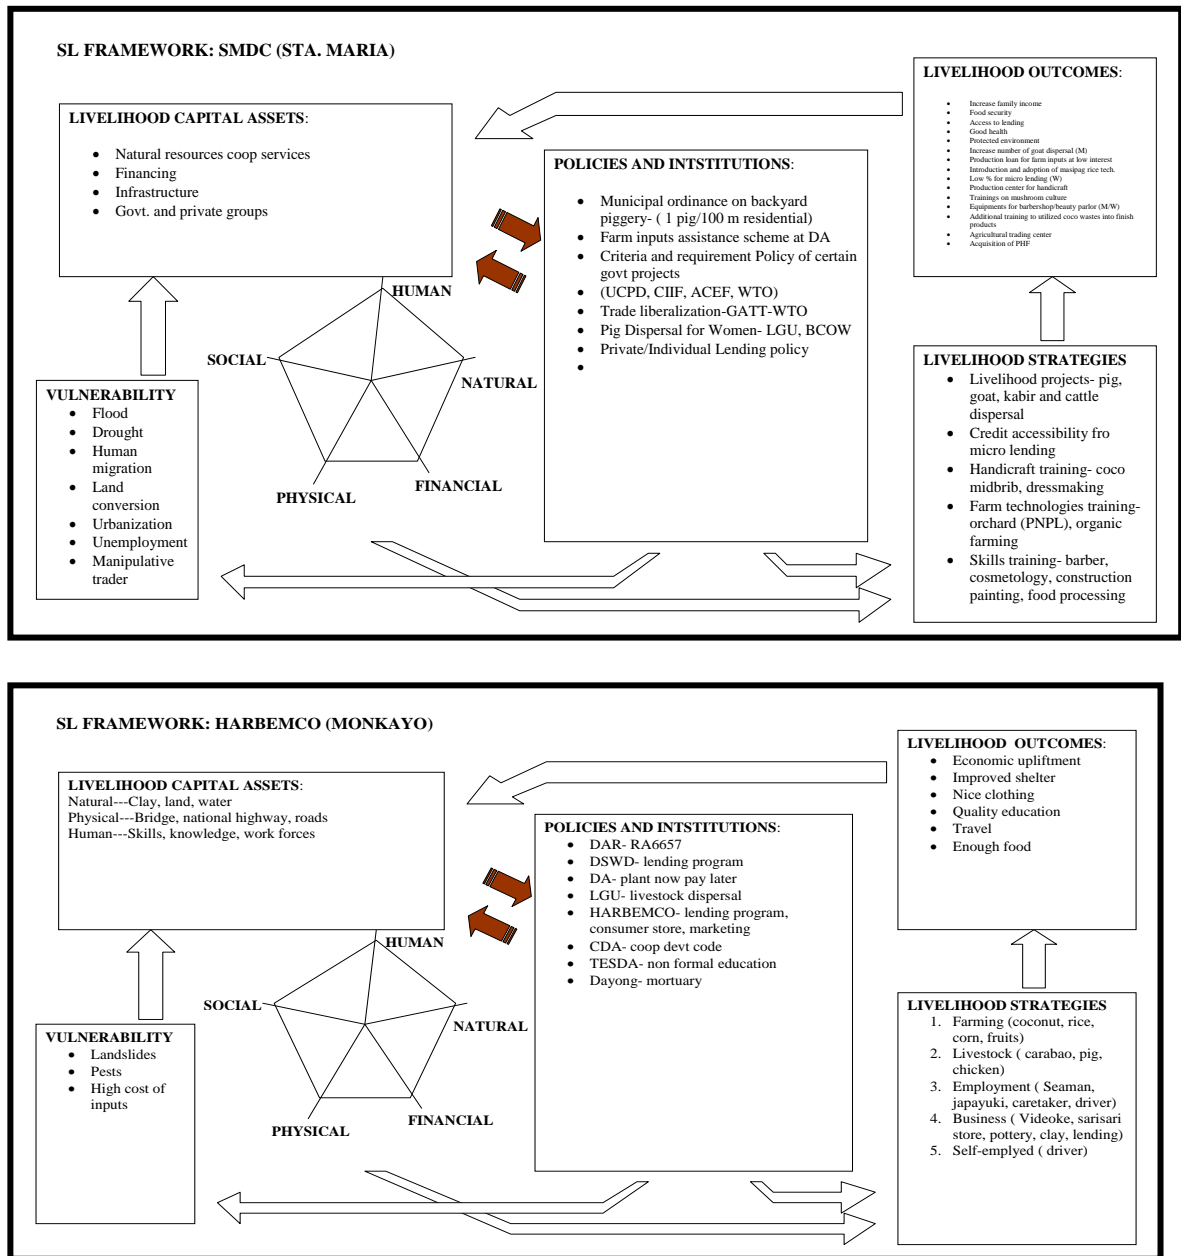 SL FRAMEWORK: SMDC (STA. MARIA)
LIVELIHOOD CAPITAL ASSETS:
• Natural resources coop services
• Financing
• Infrastructure
• Govt. and private groups
POLICIES AND INTSTITUTIONS:
• Municipal ordinance on backyard
piggery- ( 1 pig/100 m residential)
• Farm inputs assistance scheme at DA
• Criteria and requirement Policy of certain
govt projects
• (UCPD, CIIF, ACEF, WTO)
• Trade liberalization-GATT-WTO
• Pig Dispersal for Women- LGU, BCOW
• Private/Individual Lending policy
•
LIVELIHOOD OUTCOMES:
• Increase family income
• Food security
• Access to lending
• Good health
• Protected environment
• Increase number of goat dispersal (M)
• Production loan for farm inputs at low interest
• Introduction and adoption of masipag rice tech.
• Low % for micro lending (W)
• Production center for handicraft
• Trainings on mushroom culture
• Equipments for barbershop/beauty parlor (M/W)
• Additional training to utilized coco wastes into finish
products
• Agricultural trading center
• Acquisition of PHF
HUMAN
SOCIAL
NATURAL
PHYSICAL
FINANCIAL
VULNERABILITY
• Flood
• Drought
• Human
migration
• Land
conversion
• Urbanization
• Unemployment
• Manipulative
trader
LIVELIHOOD STRATEGIES
• Livelihood projects- pig,
goat, kabir and cattle
dispersal
• Credit accessibility fro
micro lending
• Handicraft training- coco
midbrib, dressmaking
• Farm technologies training-
orchard (PNPL), organic
farming
• Skills training- barber,
cosmetology, construction
painting, food processing
SL FRAMEWORK: HARBEMCO (MONKAYO)
LIVELIHOOD CAPITAL ASSETS:
Natural---Clay, land, water
Physical---Bridge, national highway, roads
Human---Skills, knowledge, work forces
POLICIES AND INTSTITUTIONS:
• DAR- RA6657
• DSWD- lending program
• DA- plant now pay later
• LGU- livestock dispersal
• HARBEMCO- lending program,
consumer store, marketing
• CDA- coop devt code
• TESDA- non formal education
• Dayong- mortuary
LIVELIHOOD OUTCOMES:
• Economic upliftment
• Improved shelter
• Nice clothing
• Quality education
• Travel
• Enough food
HUMAN
SOCIAL
NATURAL
PHYSICAL
FINANCIAL
VULNERABILITY
• Landslides
• Pests
• High cost of
inputs
LIVELIHOOD STRATEGIES
1. Farming (coconut, rice,
corn, fruits)
2. Livestock ( carabao, pig,
chicken)
3. Employment ( Seaman,
japayuki, caretaker, driver)
4. Business ( Videoke, sarisari
store, pottery, clay, lending)
5. Self-emplyed ( driver)